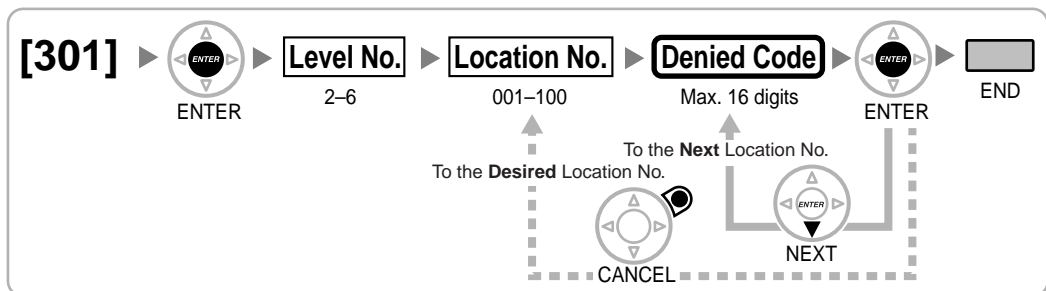 [301]
ENTER
ENTER
Level No.
2–6
Location No.
001–100
Denied Code
Max. 16 digits
ENTER
ENTER
END
To the Next Location No.
To the Desired Location No.
ENTER
NEXT
CANCEL